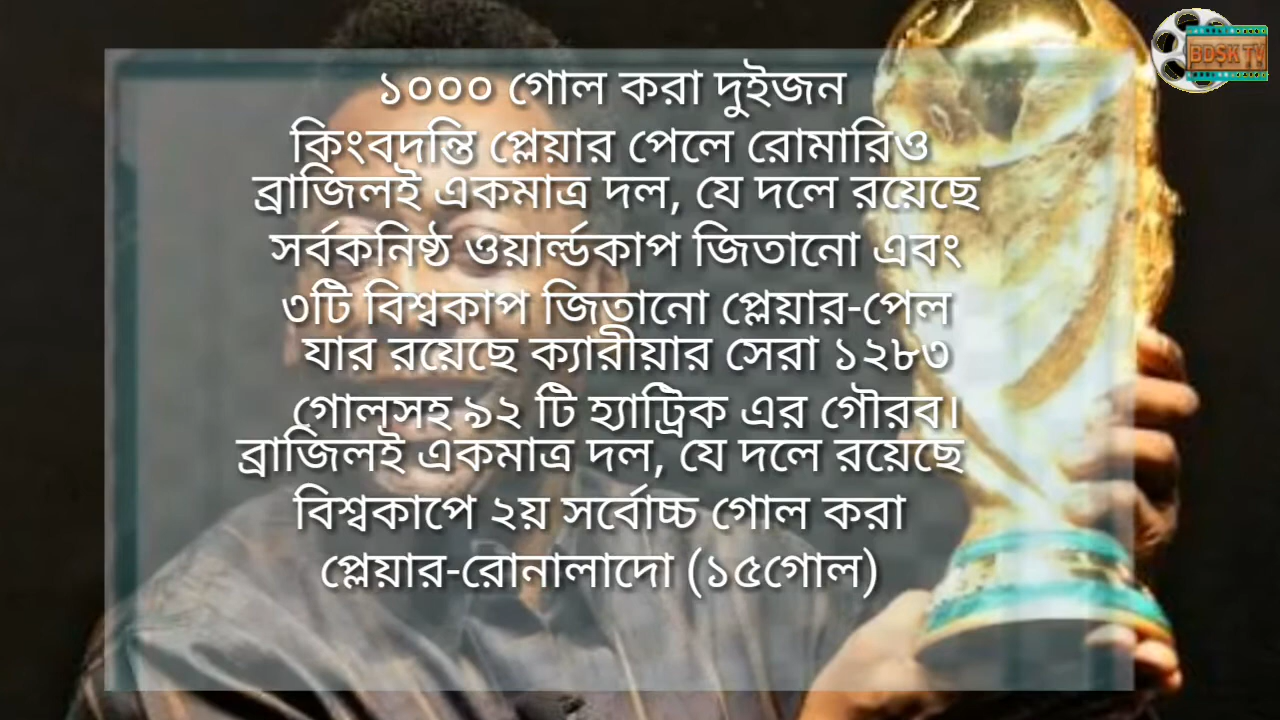 BDSK TV
১০০০ গোল করা দুইজন
কিংবদন্তি প্লেয়ার পেলে রোমারিও
ব্রাজিলই একমাত্র দল, যে দলে রয়েছে
সর্বকনিষ্ঠ ওয়ার্ল্ডকাপ জিতানো এবং
৩টি বিশ্বকাপ জিতানো প্লেয়ার-পেল
যার রয়েছে ক্যারীয়ার সেরা ১২৮৩
গোলসহ ৯২ টি হ্যাট্রিক এর গৌরব।
ব্রাজিলই একমাত্র দল, যে দলে রয়েছে
বিশ্বকাপে ২য় সর্বোচ্চ গোল করা
প্লেয়ার-রোনালাদো (১৫গোল)